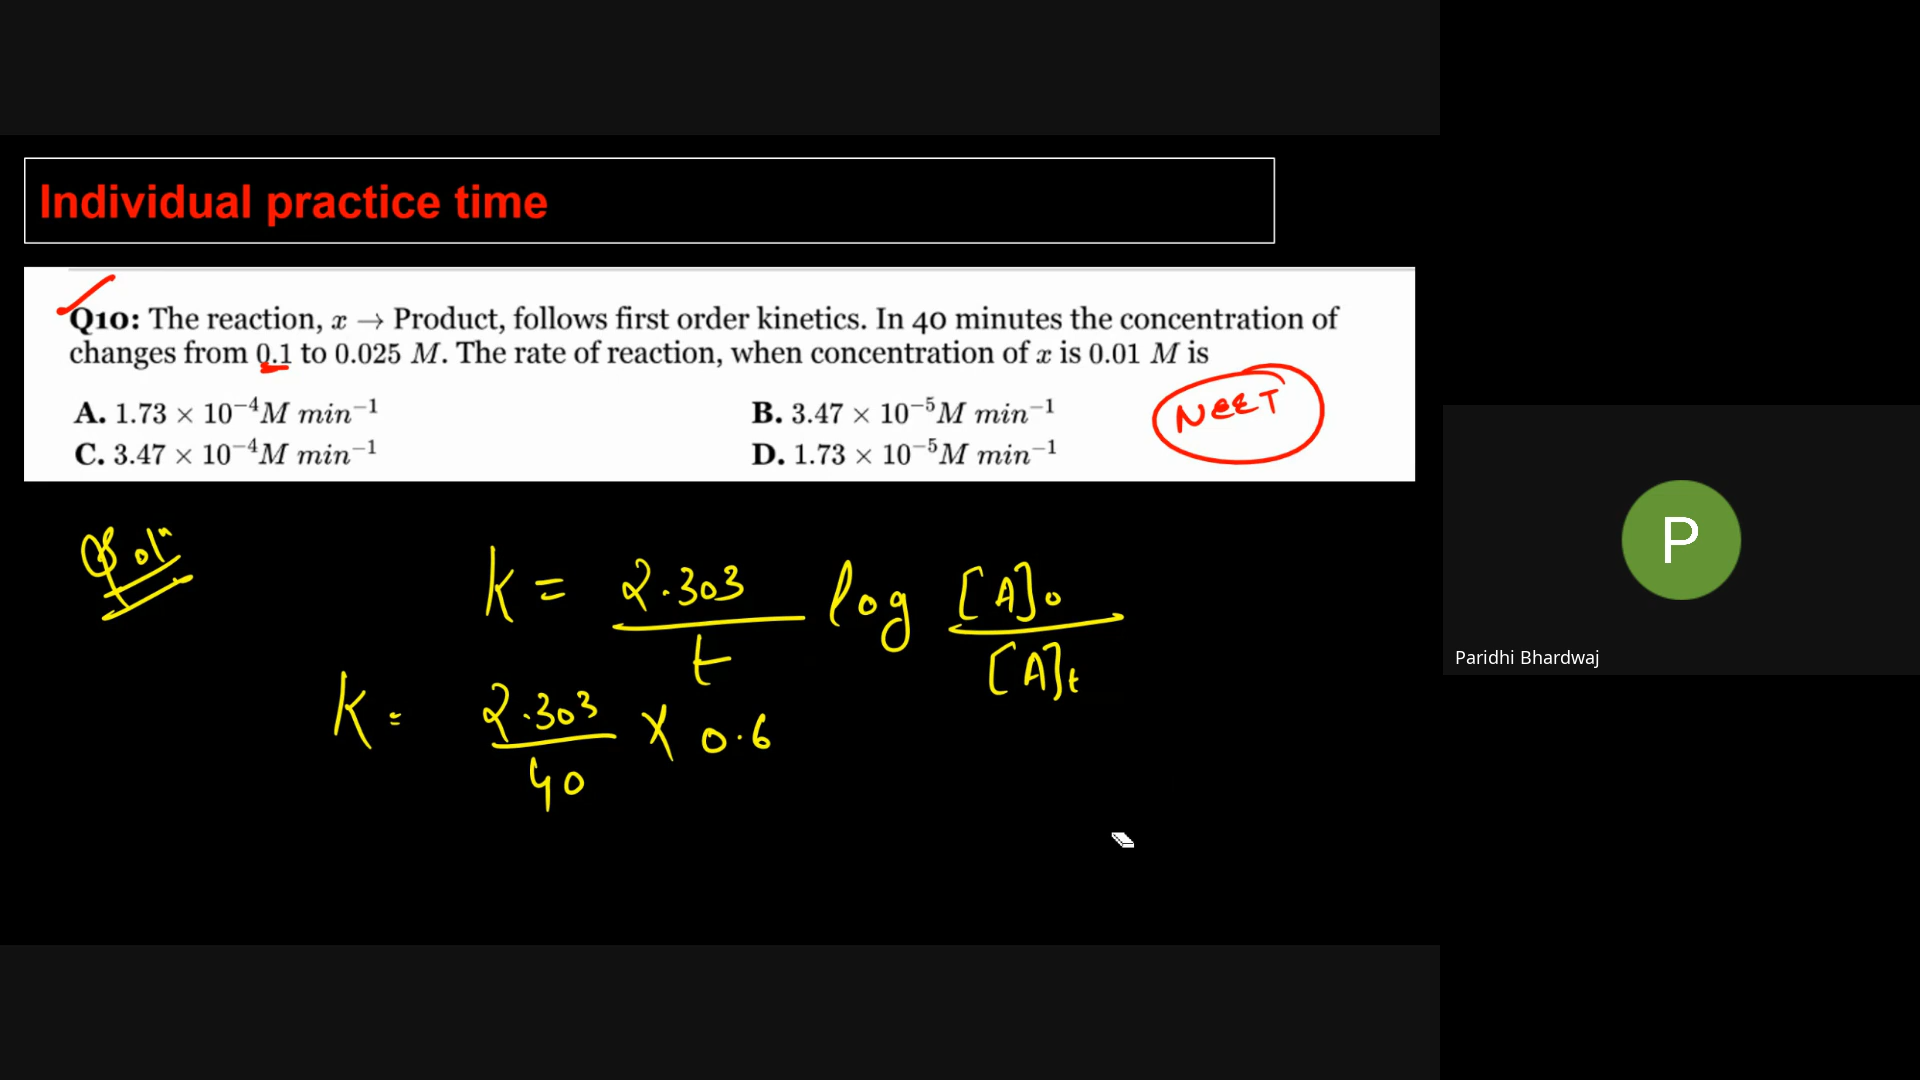 Individual practice time
Q10: The reaction, x → Product, follows first order kinetics. In 40 minutes the concentration of
changes from 0.1 to 0.025 M. The rate of reaction, when concentration of x is 0.01 M is
A. 1.73 × 10⁻⁴M min⁻¹
B. 3.47 × 10⁻⁵M min⁻¹
NEET
C. 3.47 × 10⁻⁴M min⁻¹
D. 1.73 × 10⁻⁵M min⁻¹
Solⁿ
K = 2.303/t log [A]₀/[A]t
K = 2.303/40 × 0.6
P
Paridhi Bhardwaj